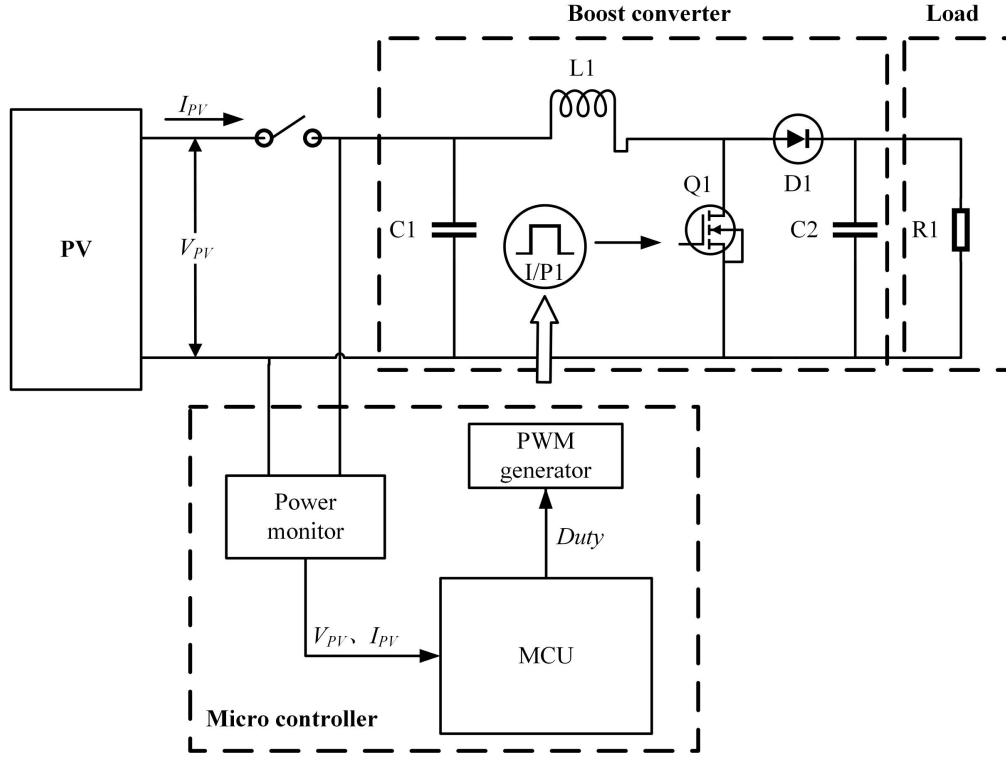 Boost converter
Load
L1
I_PV
Q1
D1
PV
V_PV
C1
C2
R1
I/P1
PWM
generator
Power
monitor
Duty
V_PV、I_PV
MCU
Micro controller